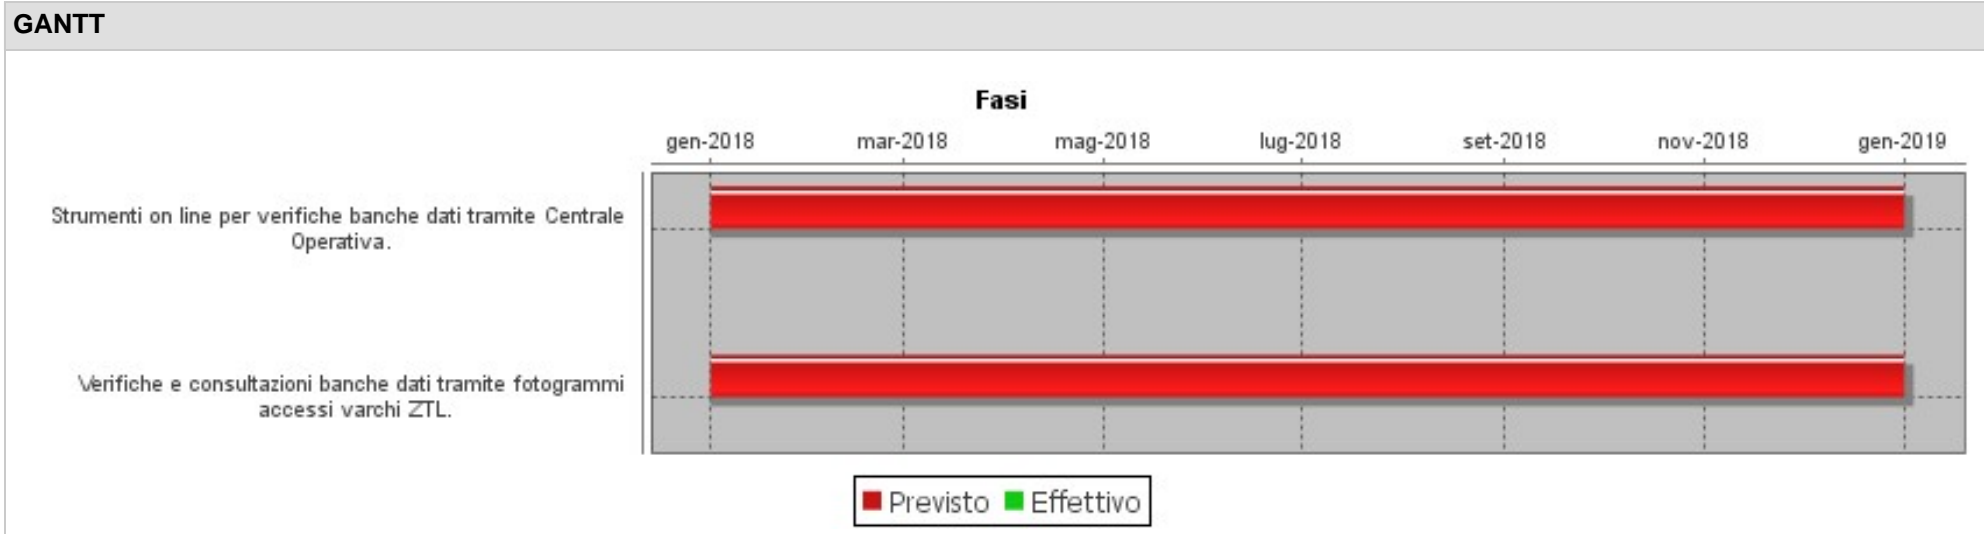 GANTT
Fasi
gen-2018 mar-2018 mag-2018 lug-2018 set-2018 nov-2018 gen-2019
Strumenti on line per verifiche banche dati tramite Centrale
Operativa.
Verifiche e consultazioni banche dati tramite fotogrammi
accessi varchi ZTL.
Previsto Effettivo